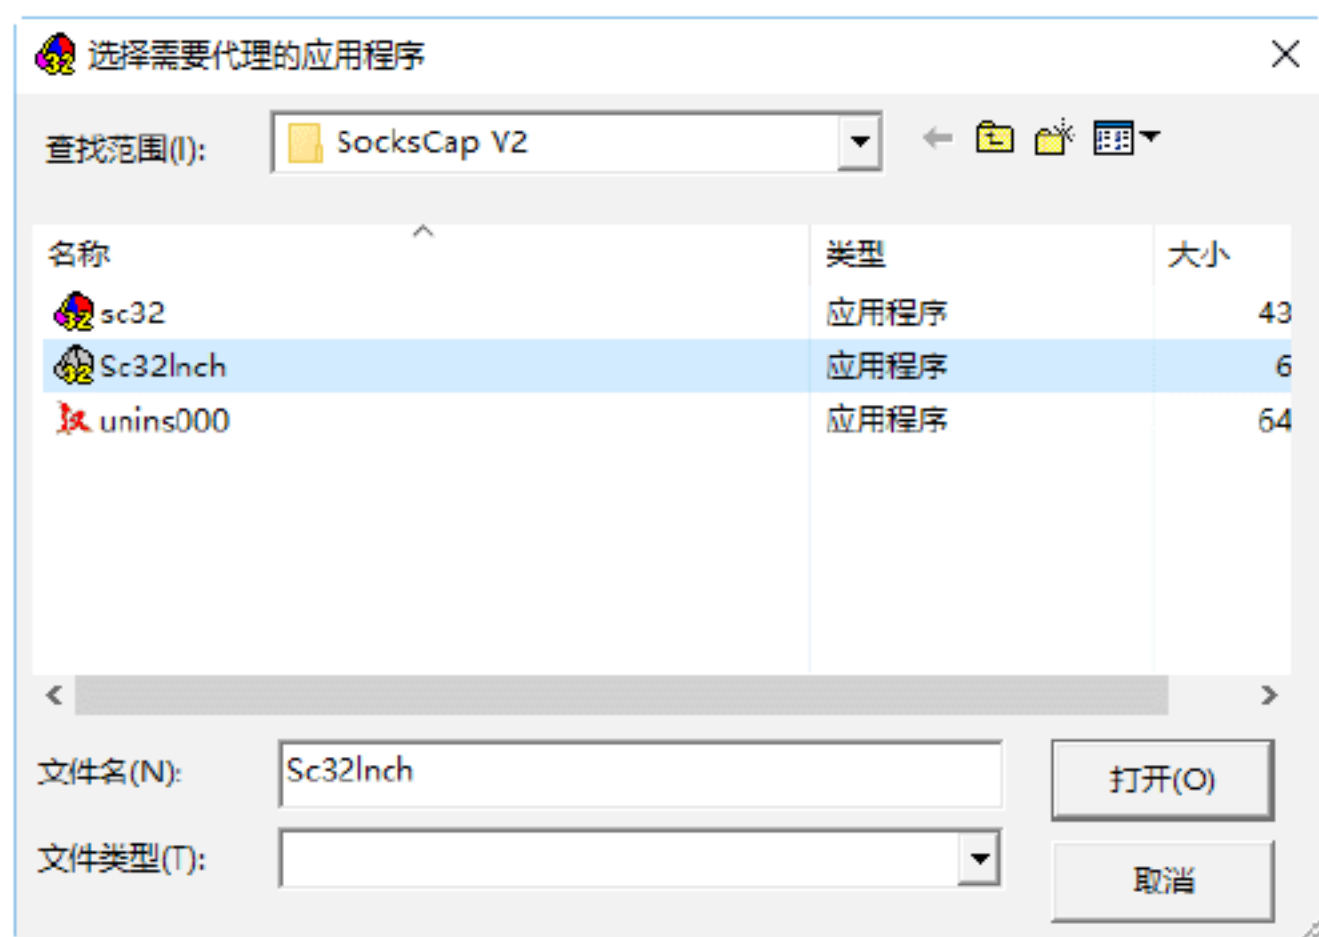 选择需要代理的应用程序
查找范围(I): SocksCap V2
名称 类型 大小
sc32 应用程序 43
Sc32lnch 应用程序 6
unins000 应用程序 64
文件名(N): Sc32lnch 打开(O)
文件类型(T):
取消